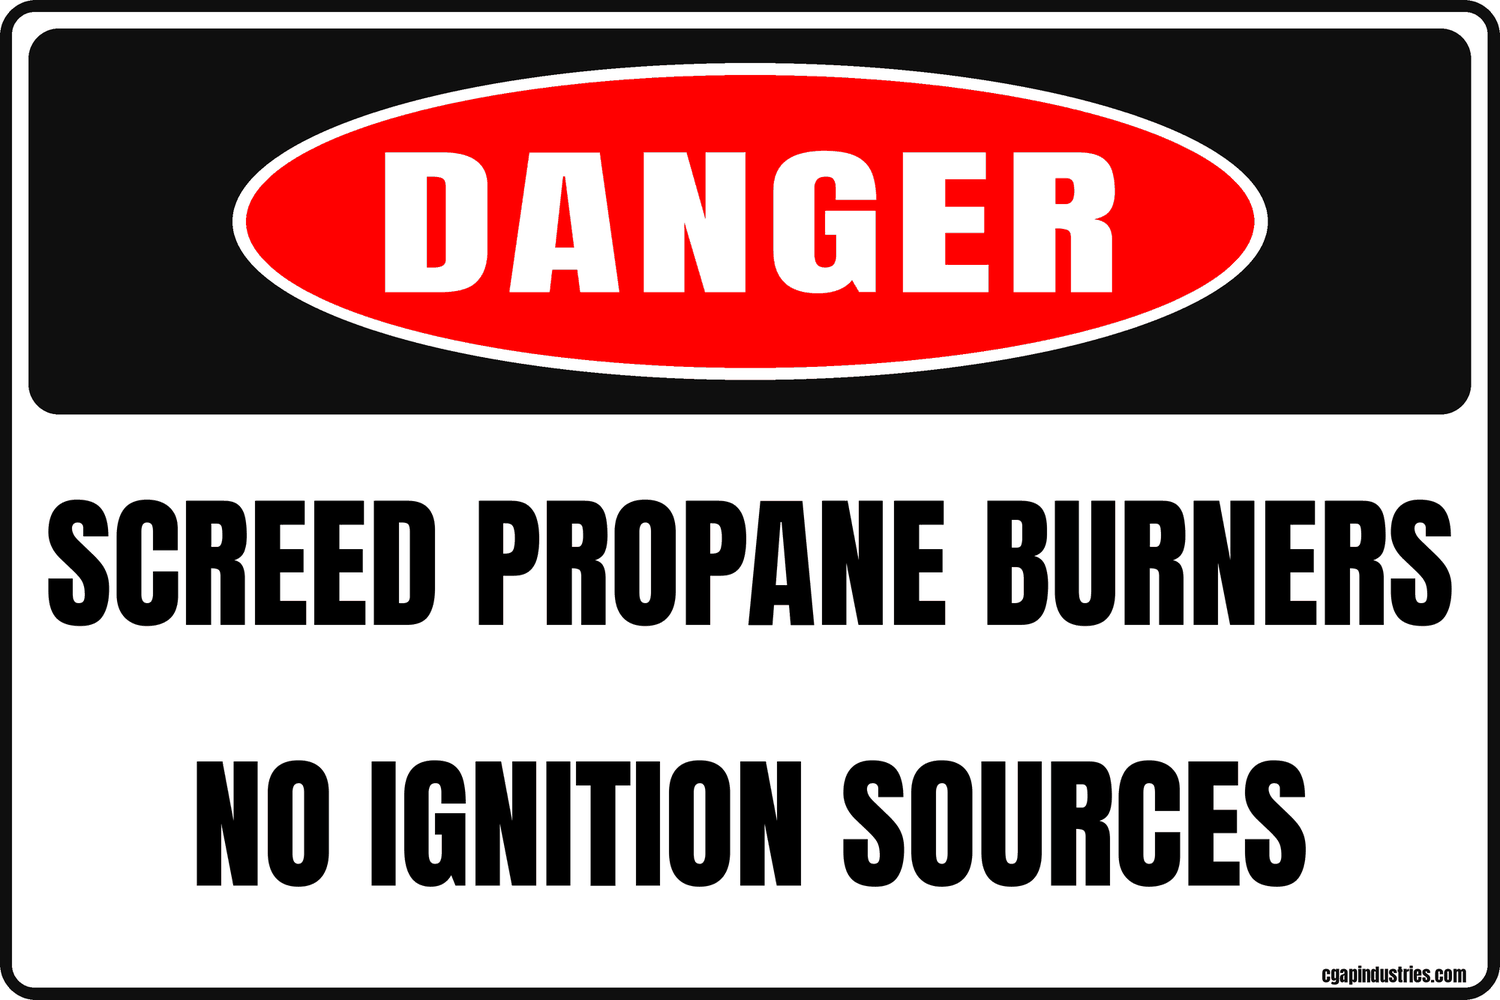 DANGER
SCREED PROPANE BURNERS
NO IGNITION SOURCES
cgapindustries.com